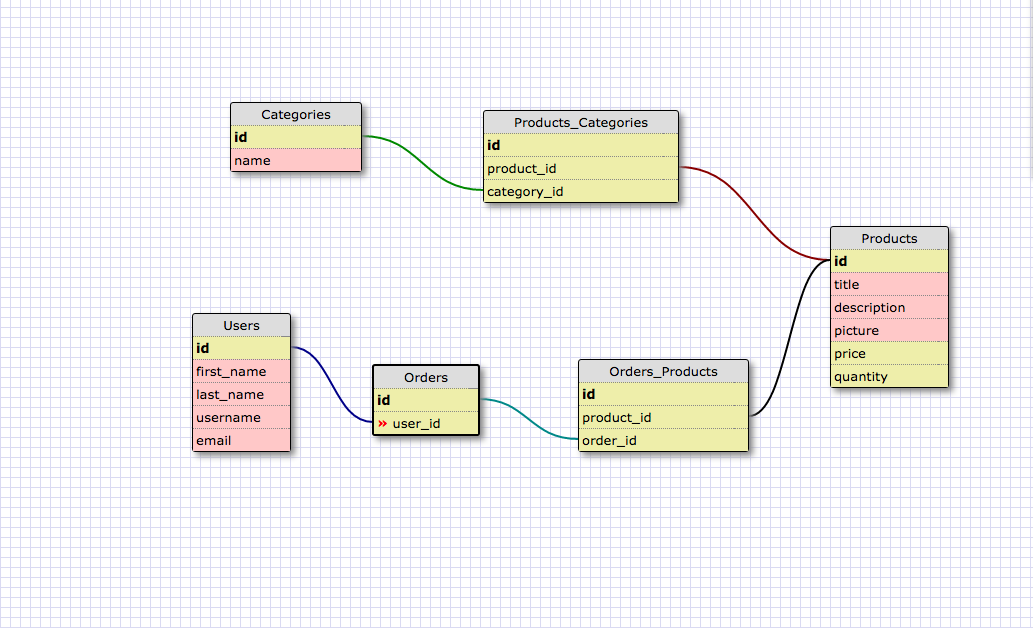 Categories
id
name
Products_Categories
id
product_id
category_id
Products
id
title
description
picture
price
quantity
Users
id
first_name
last_name
username
email
Orders
id
» user_id
Orders_Products
id
product_id
order_id